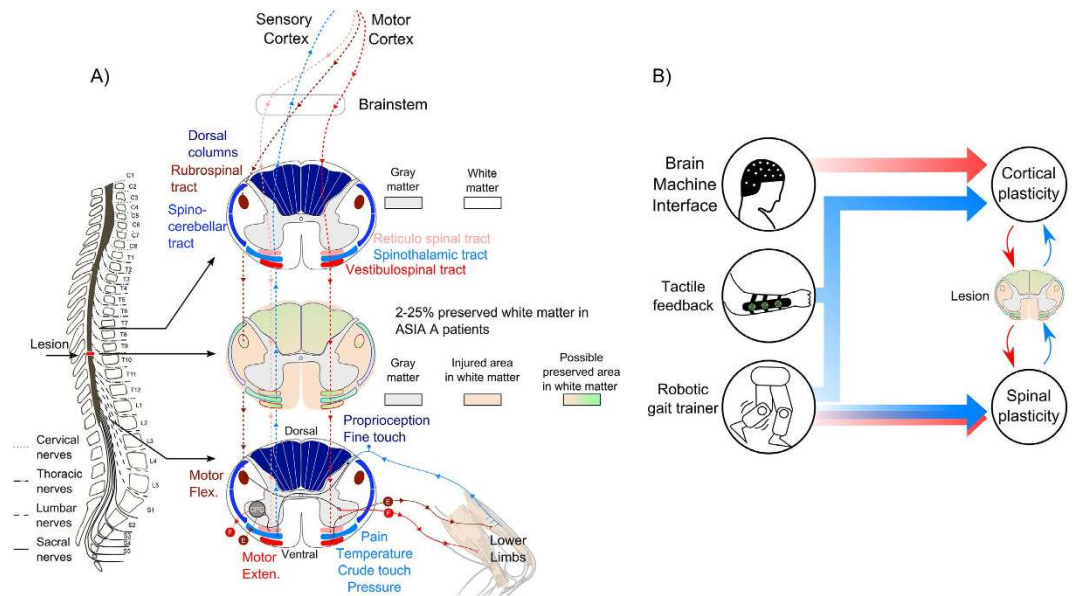 A)
Sensory
Cortex
Motor
Cortex
Brainstem
Dorsal
columns
Rubrospinal
tract
Spino-
cerebellar
tract
Gray
matter
White
matter
Reticulo spinal tract
Spinothalamic tract
Vestibulospinal tract
C1
C2
C3
C4
C5
C6
C7
C8
T1
T2
T3
T4
T5
T6
T7
T8
T9
T10
T11
T12
L1
L2
L3
L4
L5
S1
S2
S3
S4
S5
Lesion
2-25% preserved white matter in
ASIA A patients
Gray
matter
Injured area
in white matter
Possible
preserved area
in white matter
Cervical
nerves
Thoracic
nerves
Lumbar
nerves
Sacral
nerves
Dorsal
Proprioception
Fine touch
Motor
Flex.
CPG
E
F
F
E
Motor
Exten.
Ventral
Pain
Temperature
Crude touch
Pressure
Lower
Limbs
B)
Brain
Machine
Interface
Tactile
feedback
Robotic
gait trainer
Cortical
plasticity
Lesion
Spinal
plasticity